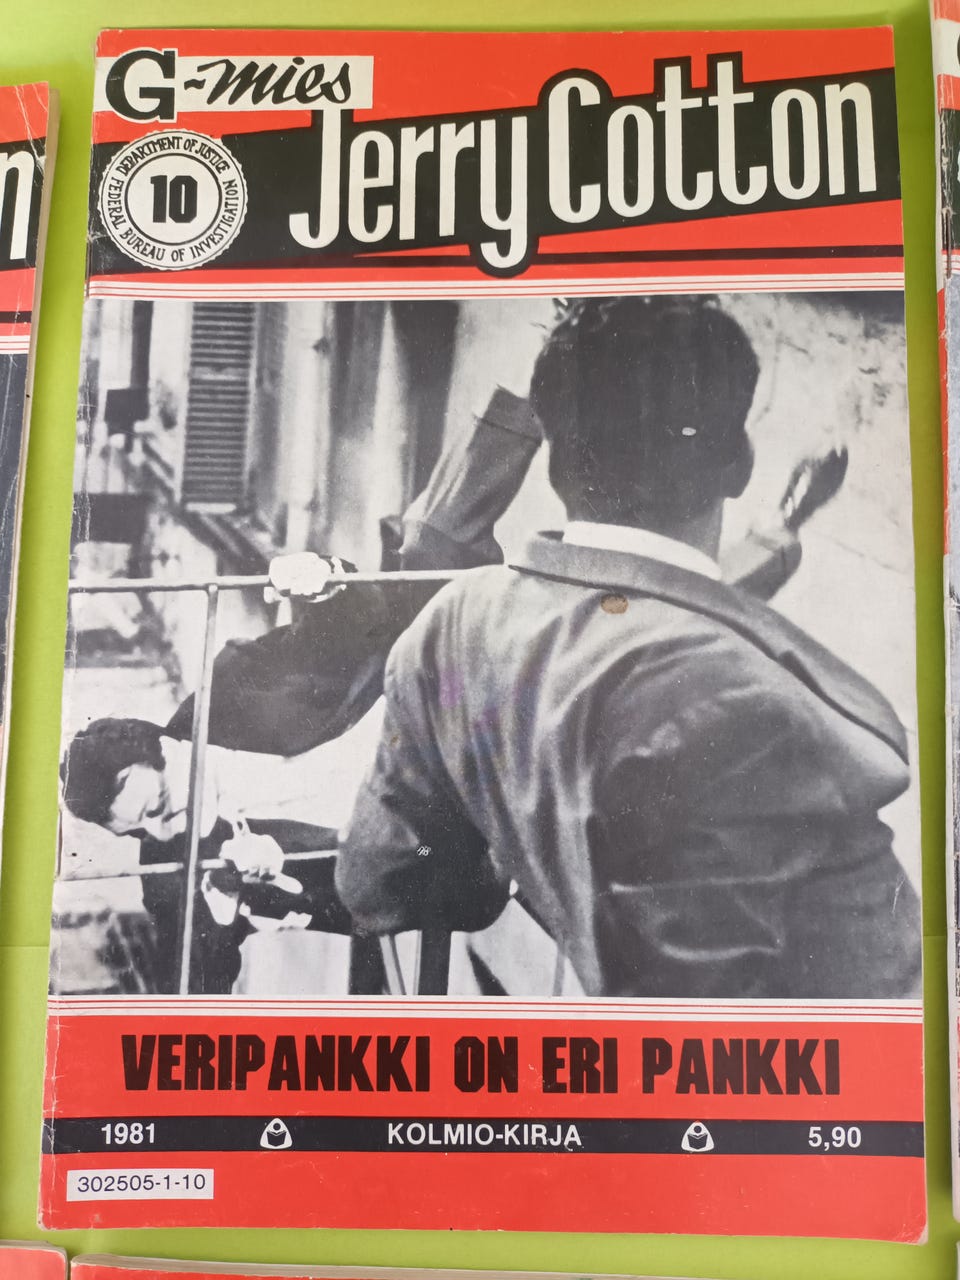 G-mies
Jerry Cotton
DEPARTMENT OF JUSTICE
10
FEDERAL BUREAU OF INVESTIGATION
VERIPANKKI ON ERI PANKKI
1981 KOLMIO-KIRJA 5,90
302505-1-10
n